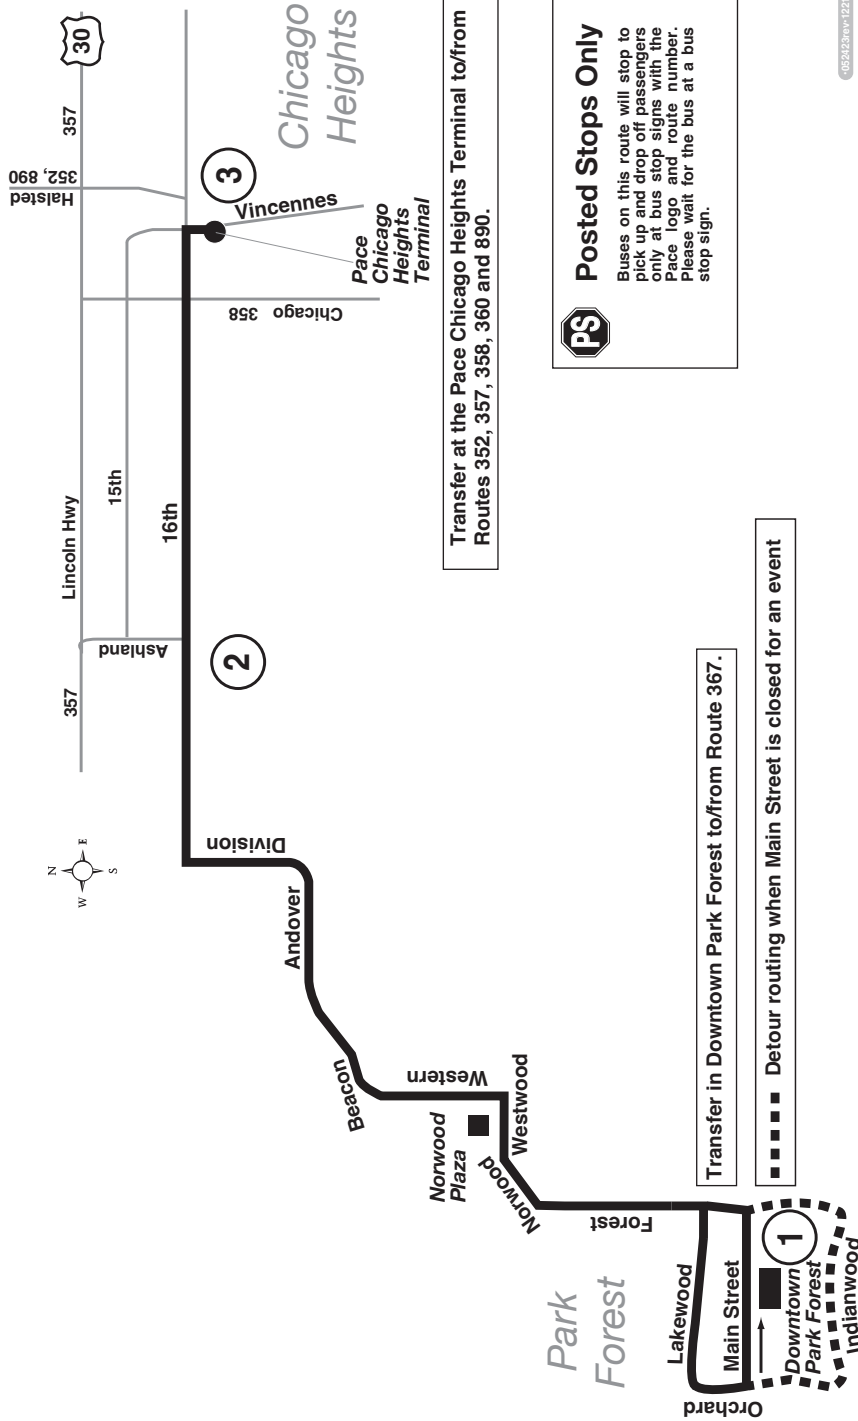 30
357
Halsted
352, 890
Chicago
Heights
3
Vincennes
Pace
Chicago
Heights
Terminal
Chicago 358
Lincoln Hwy
15th
16th
Ashland
357
2
N
E
S
W
Division
Andover
Beacon
Western
Norwood
Plaza
Westwood
Norwood
Forest
Park
Forest
Lakewood
Main Street
Orchard
1
Downtown
Park Forest
Indianwood
Transfer at the Pace Chicago Heights Terminal to/from
Routes 352, 357, 358, 360 and 890.
PS
Posted Stops Only
Buses on this route will stop to
pick up and drop off passengers
only at bus stop signs with the
Pace logo and route number.
Please wait for the bus at a bus
stop sign.
Transfer in Downtown Park Forest to/from Route 367.
Detour routing when Main Street is closed for an event